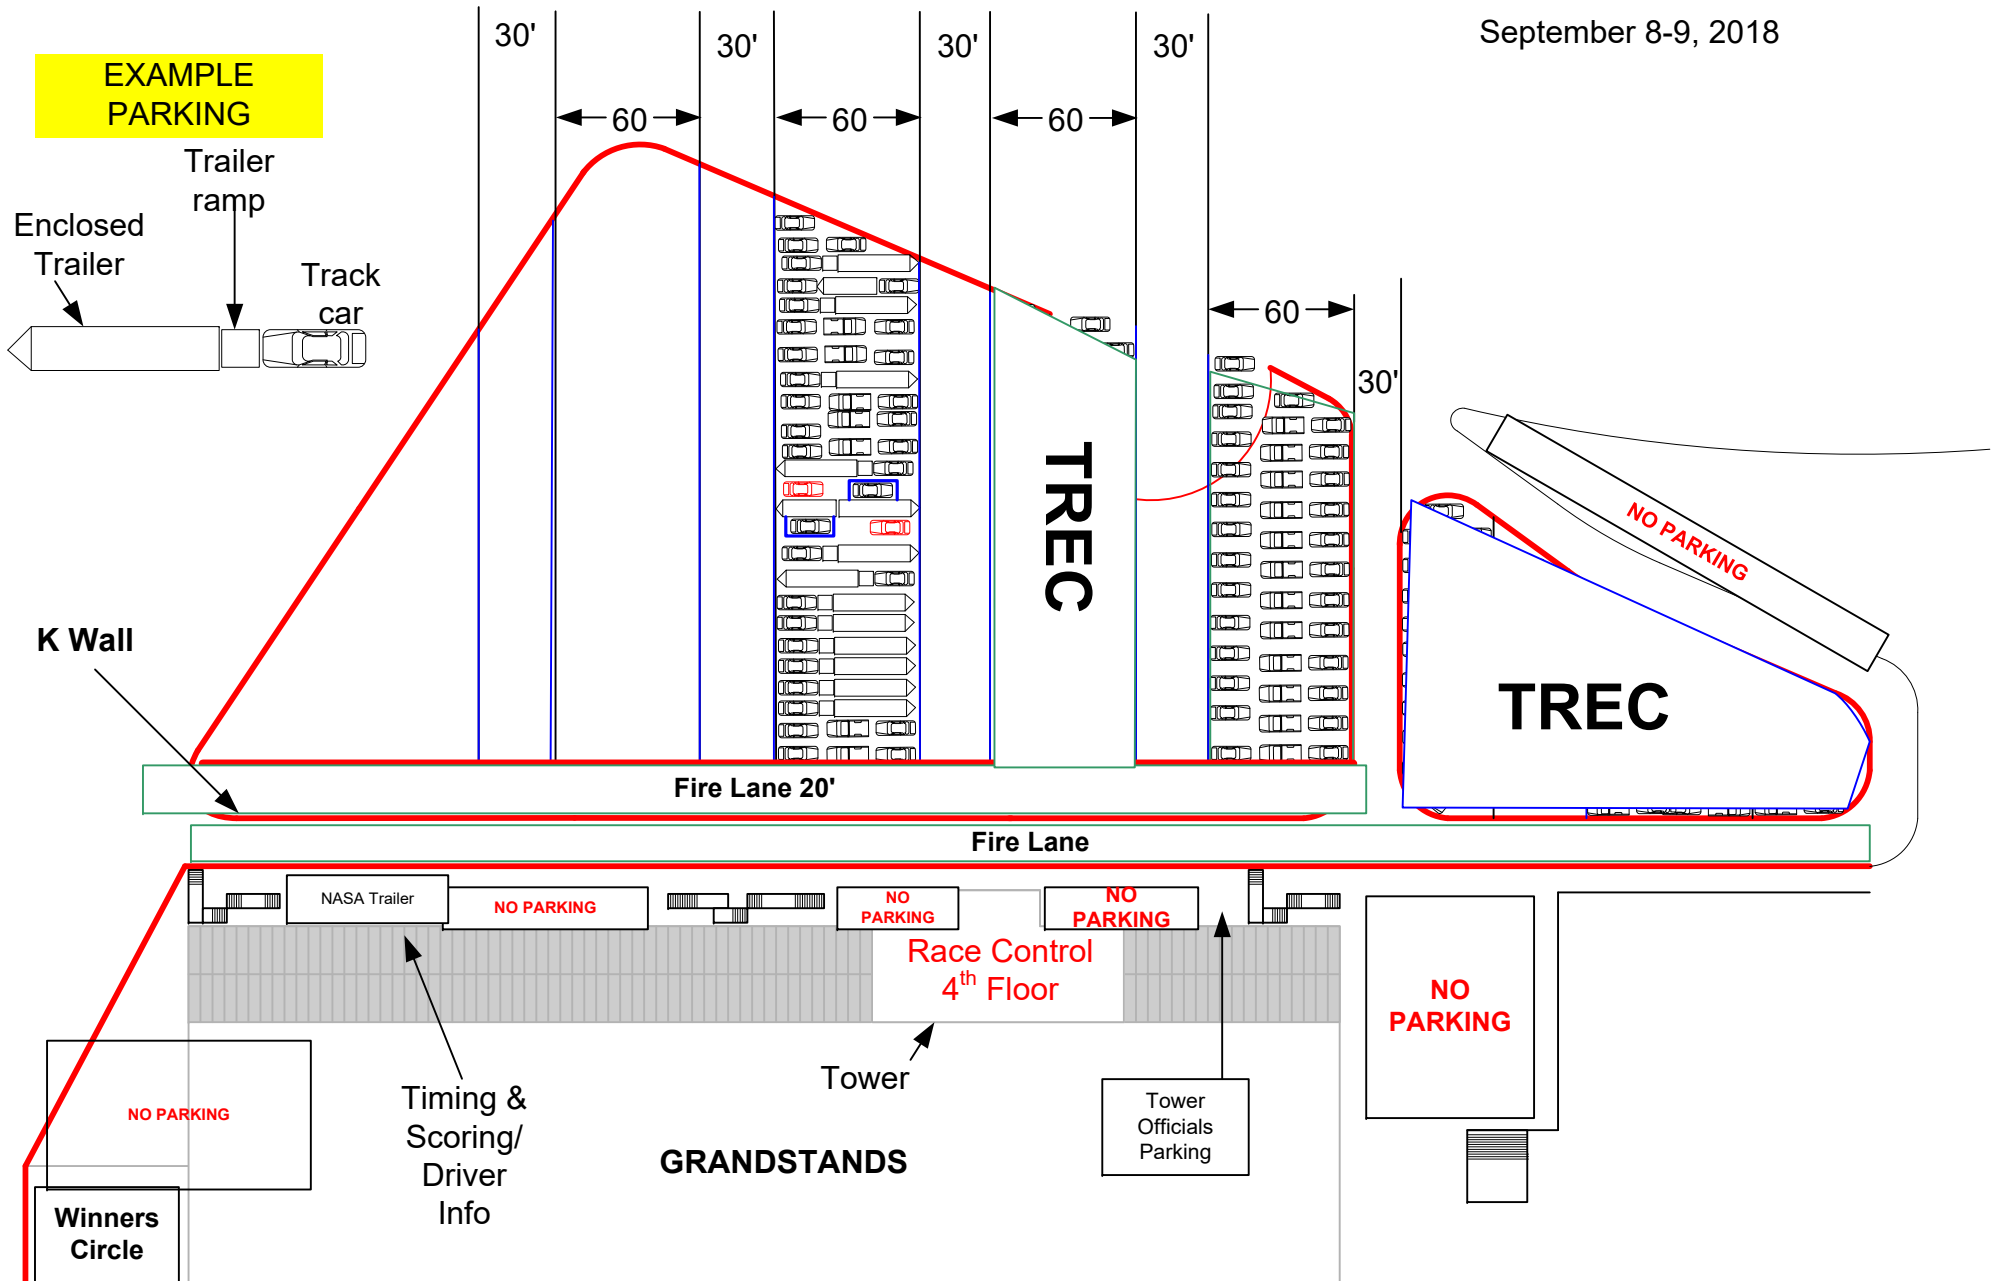 30'
30'
30'
30'
September 8-9, 2018
EXAMPLE
PARKING
60
60
60
Trailer
ramp
Enclosed
Trailer
Track
car
60
30'
TREC
NO PARKING
K Wall
TREC
Fire Lane 20'
Fire Lane
NASA Trailer
NO PARKING
NO
PARKING
NO
PARKING
Race Control
4th Floor
NO
PARKING
Tower
Timing &
Scoring/
Driver
Info
Tower
Officials
Parking
NO PARKING
GRANDSTANDS
Winners
Circle